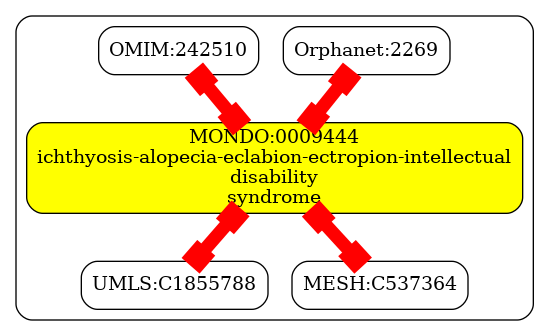 OMIM:242510
Orphanet:2269
MONDO:0009444
ichthyosis-alopecia-eclabion-ectropion-intellectual
disability
syndrome
UMLS:C1855788
MESH:C537364